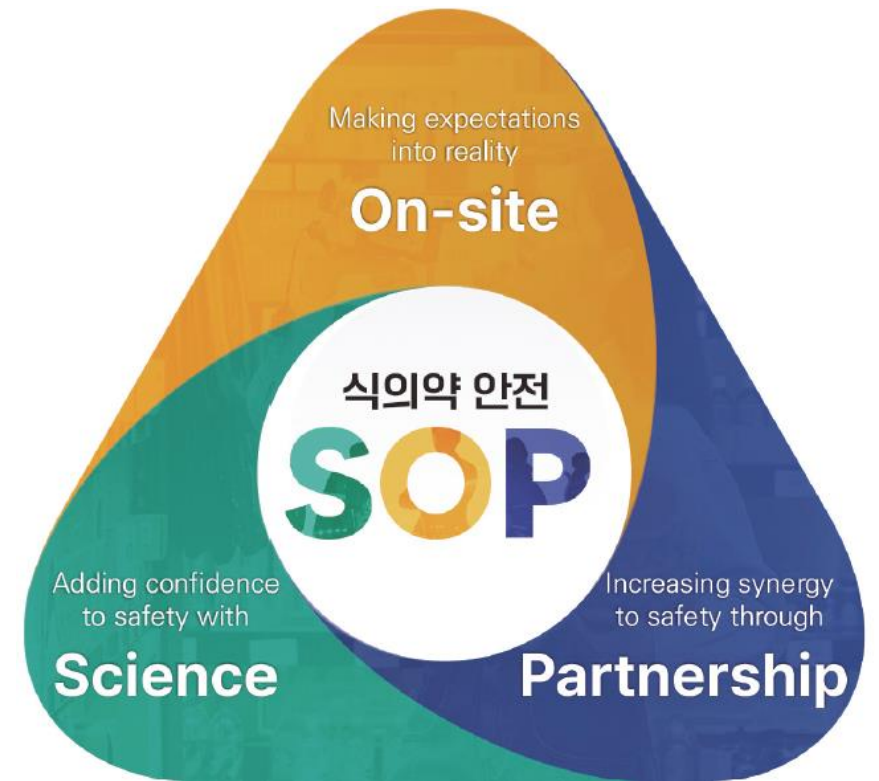 Making expectations
into reality
On-site
식의약 안전
SOP
Adding confidence
to safety with
Science
Increasing synergy
to safety through
Partnership